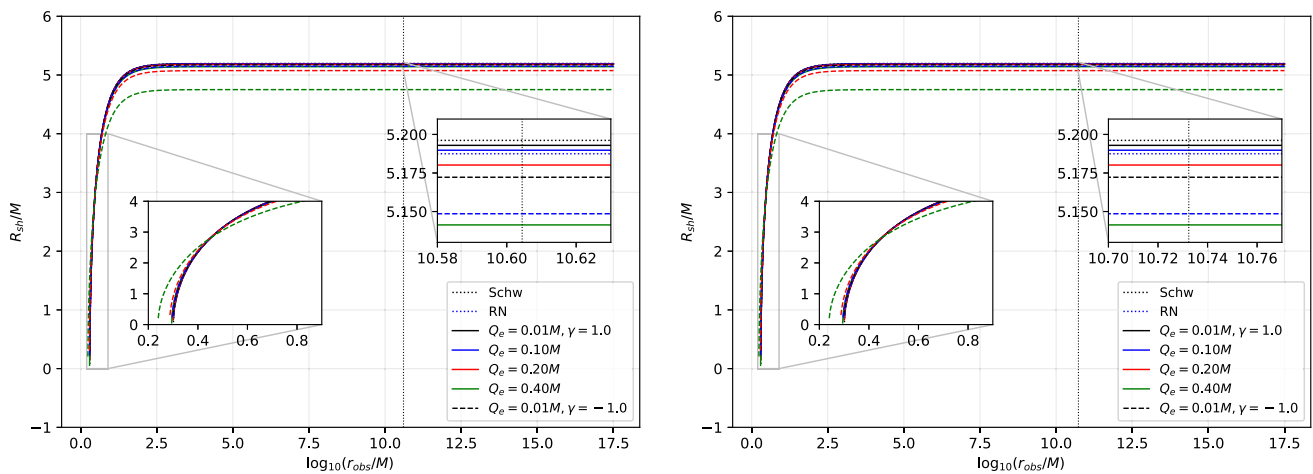 6
5
4
3
2
1
0
−1
R_sh/M
0.0 2.5 5.0 7.5 10.0 12.5 15.0 17.5
log₁₀(r_obs/M)
4
3
2
1
0
0.2 0.4 0.6 0.8
5.200
5.175
5.150
10.58 10.60 10.62
Schw
RN
Q_e = 0.01M, γ = 1.0
Q_e = 0.10M
Q_e = 0.20M
Q_e = 0.40M
Q_e = 0.01M, γ = −1.0
6
5
4
3
2
1
0
−1
R_sh/M
0.0 2.5 5.0 7.5 10.0 12.5 15.0 17.5
log₁₀(r_obs/M)
4
3
2
1
0
0.2 0.4 0.6 0.8
5.200
5.175
5.150
10.70 10.72 10.74 10.76
Schw
RN
Q_e = 0.01M, γ = 1.0
Q_e = 0.10M
Q_e = 0.20M
Q_e = 0.40M
Q_e = 0.01M, γ = −1.0